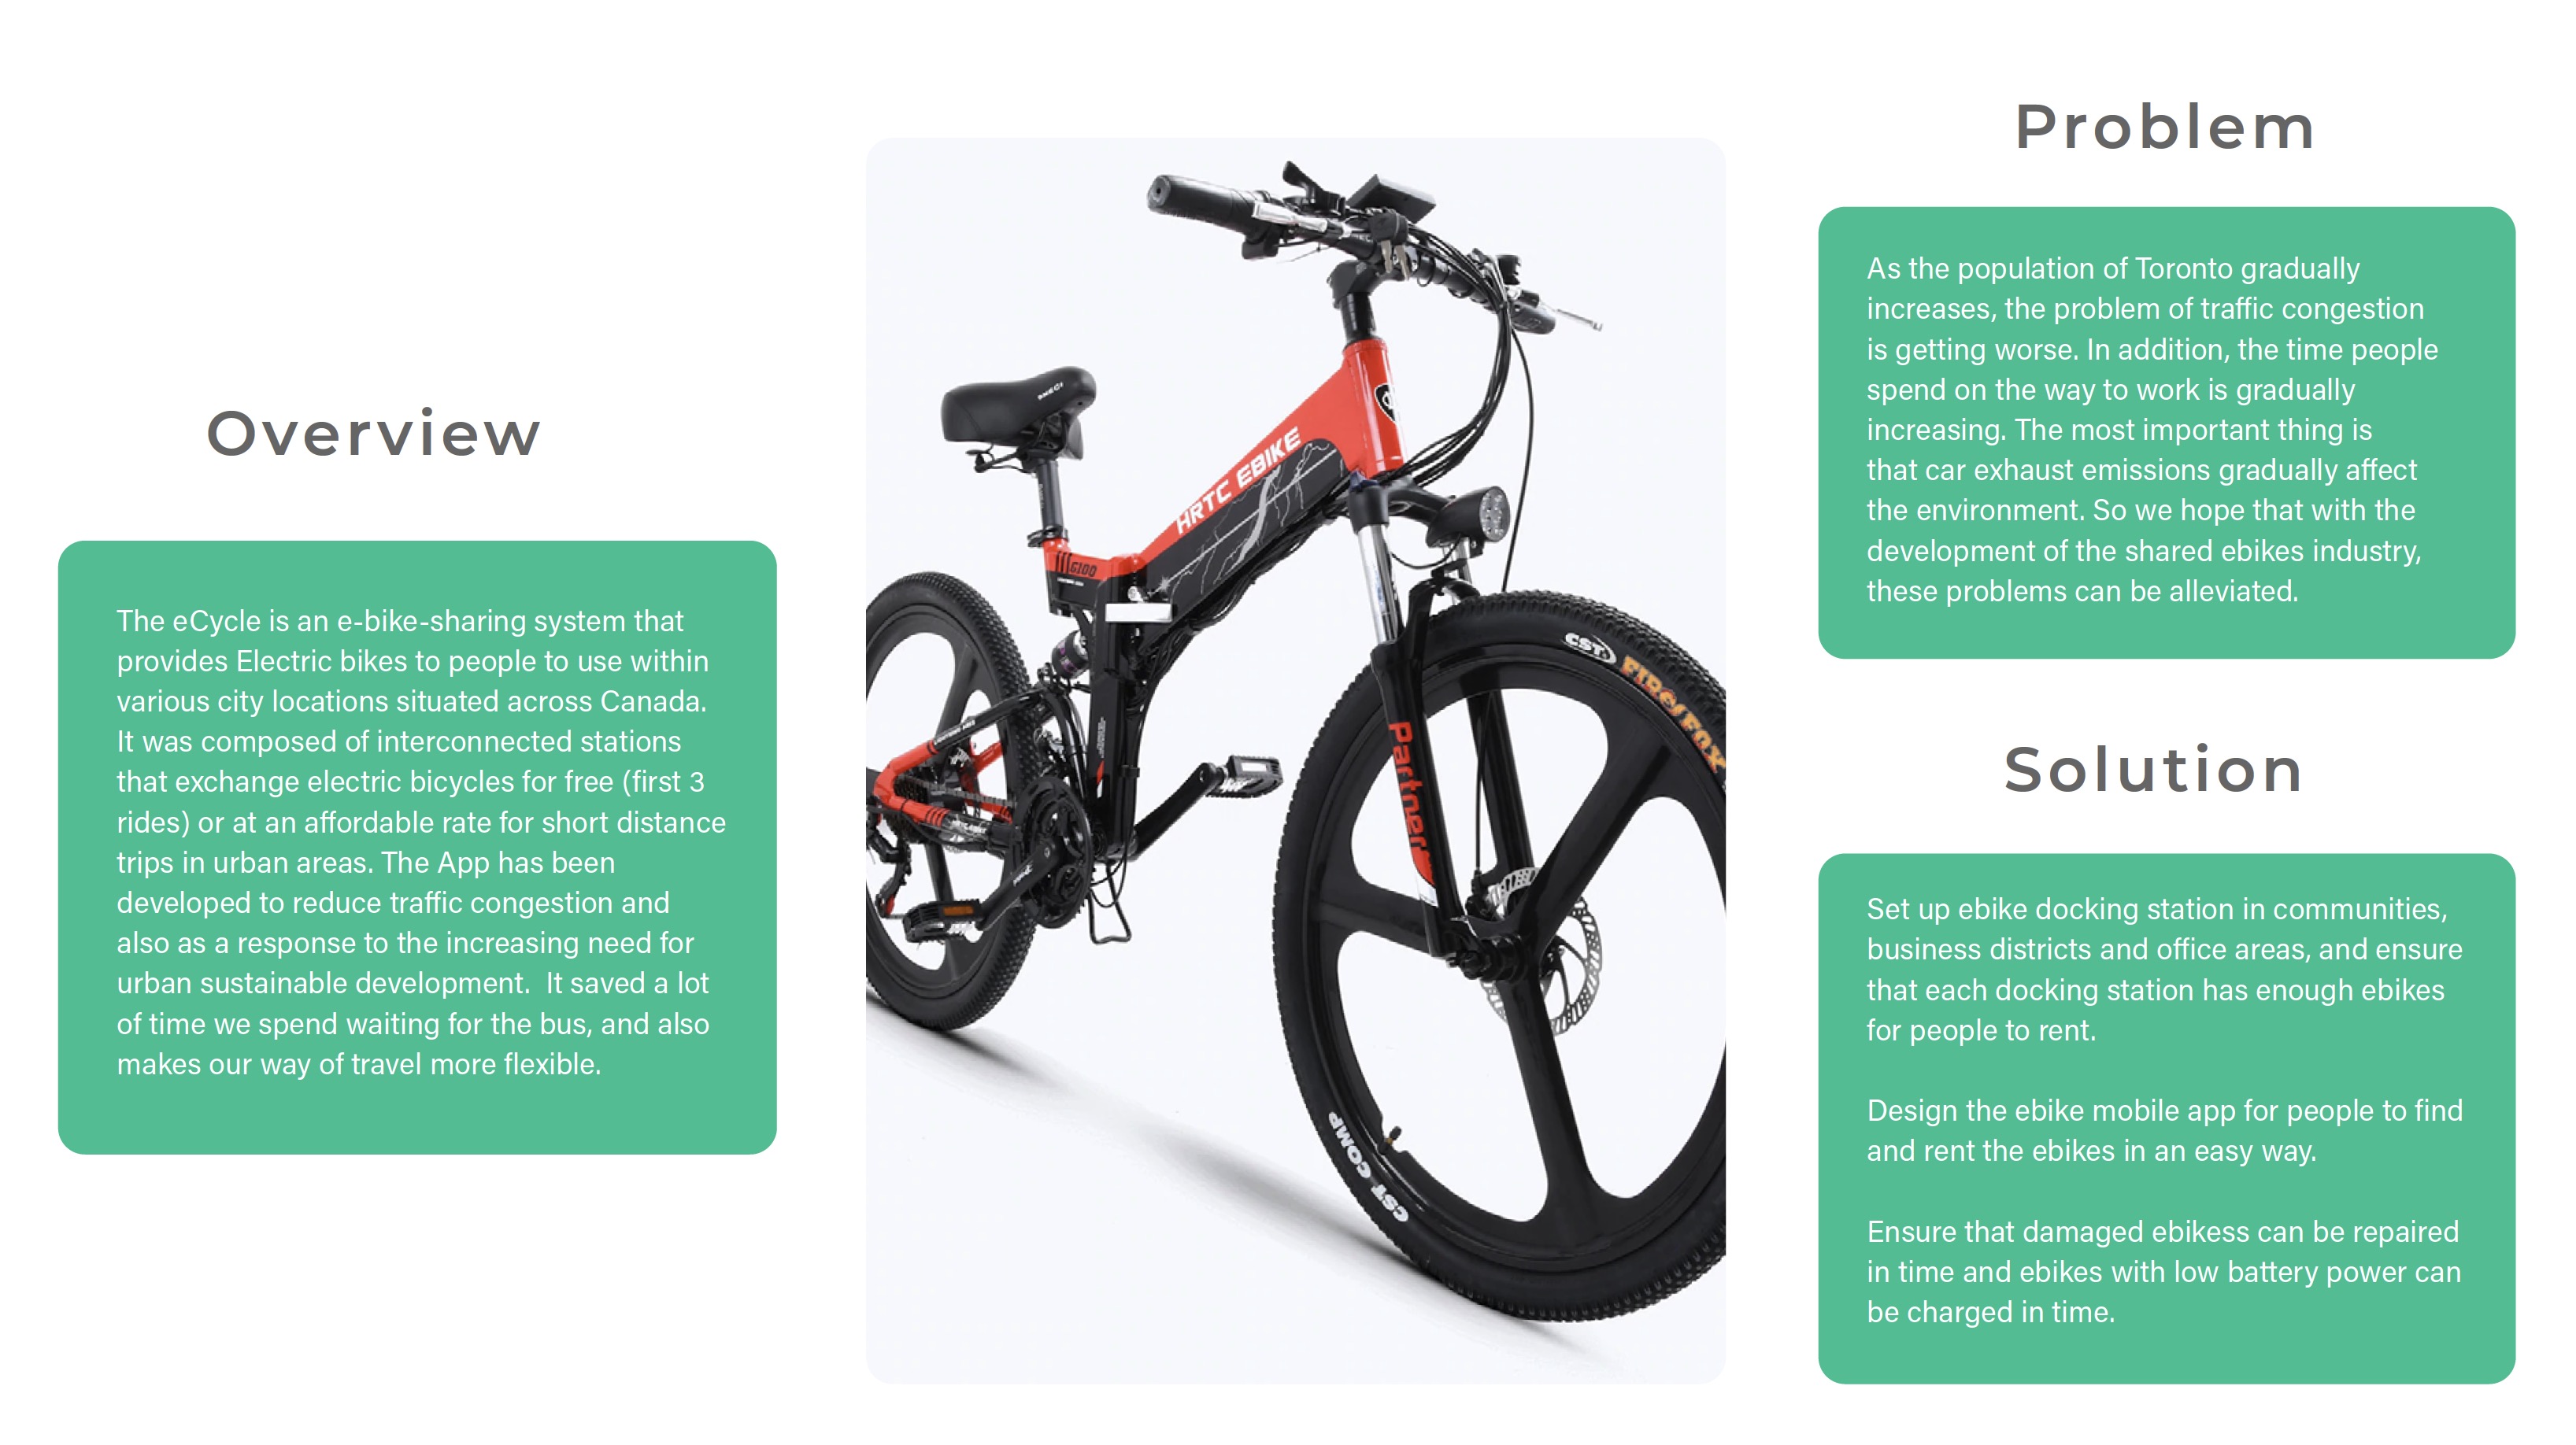 Overview
The eCycle is an e-bike-sharing system that
provides Electric bikes to people to use within
various city locations situated across Canada.
It was composed of interconnected stations
that exchange electric bicycles for free (first 3
rides) or at an affordable rate for short distance
trips in urban areas. The App has been
developed to reduce traffic congestion and
also as a response to the increasing need for
urban sustainable development.  It saved a lot
of time we spend waiting for the bus, and also
makes our way of travel more flexible.
HRTC EBIKE
G100
CST
FIRSFOX
Partner
CST COMP
Problem
As the population of Toronto gradually
increases, the problem of traffic congestion
is getting worse. In addition, the time people
spend on the way to work is gradually
increasing. The most important thing is
that car exhaust emissions gradually affect
the environment. So we hope that with the
development of the shared ebikes industry,
these problems can be alleviated.
Solution
Set up ebike docking station in communities,
business districts and office areas, and ensure
that each docking station has enough ebikes
for people to rent.
Design the ebike mobile app for people to find
and rent the ebikes in an easy way.
Ensure that damaged ebikess can be repaired
in time and ebikes with low battery power can
be charged in time.